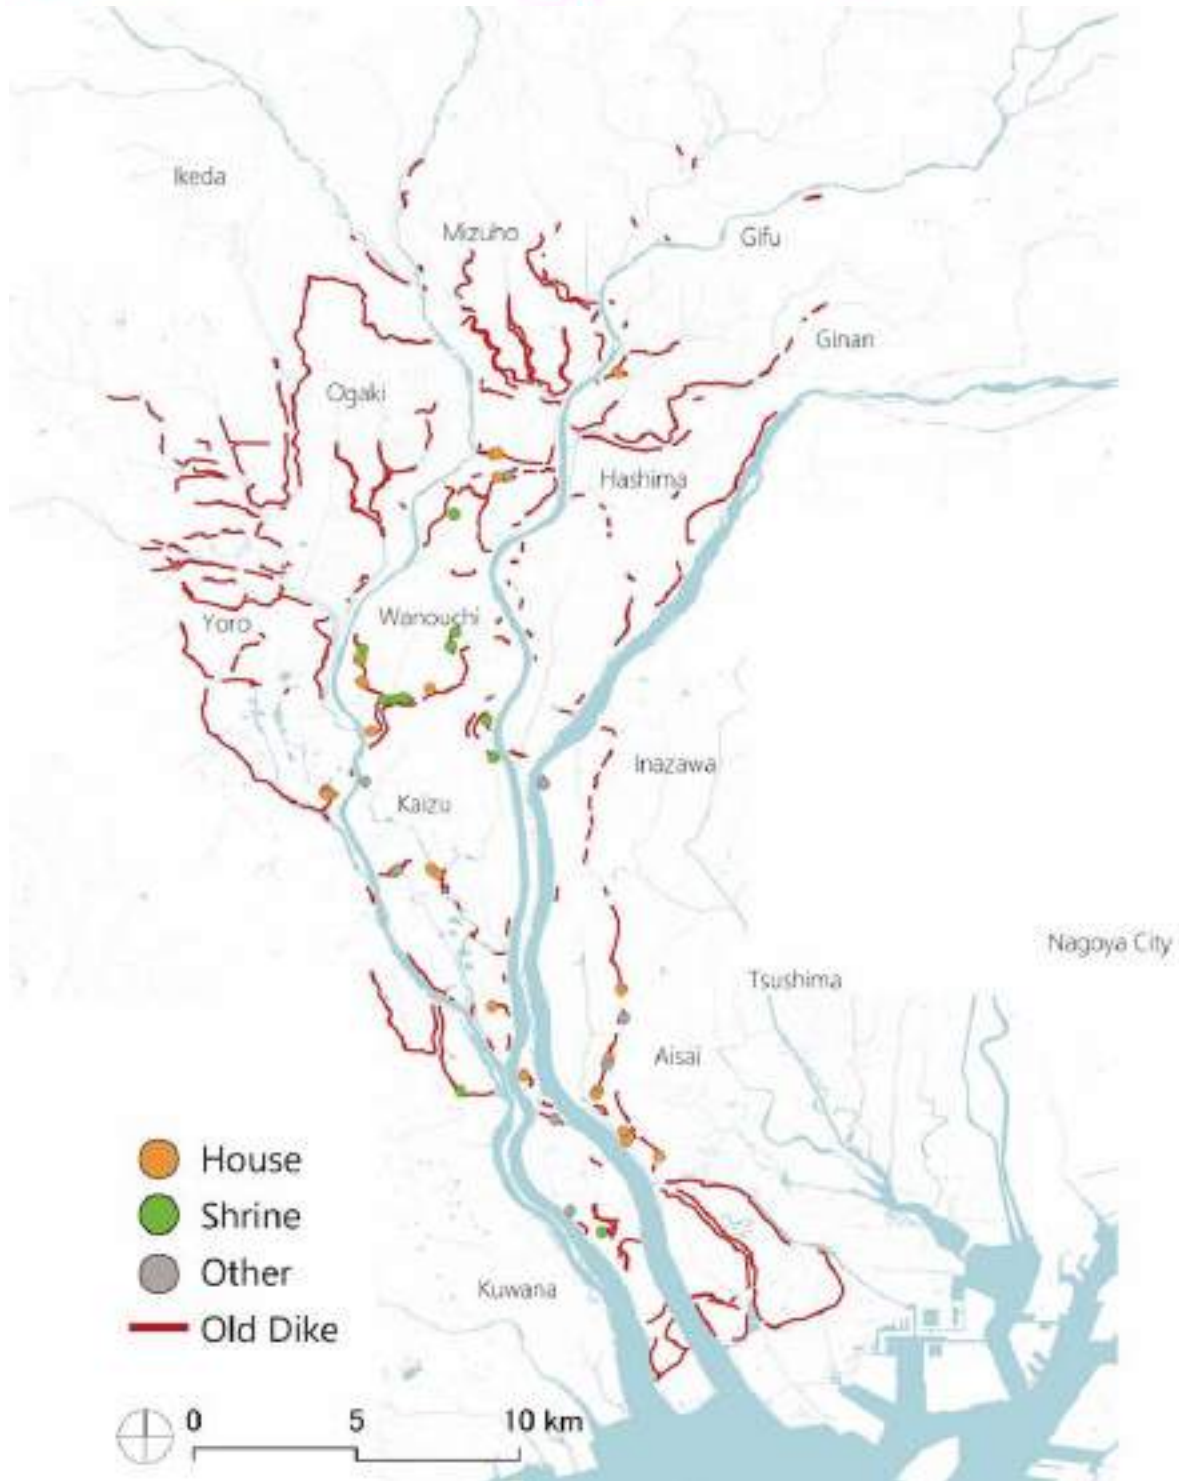 Ikeda
Mizuho
Gifu
Ginan
Ogaki
Hashima
Wanouchi
Yoro
Inazawa
Kaizu
Nagoya City
Tsushima
Aisai
House
Shrine
Other
Kuwana
Old Dike
0 5 10 km